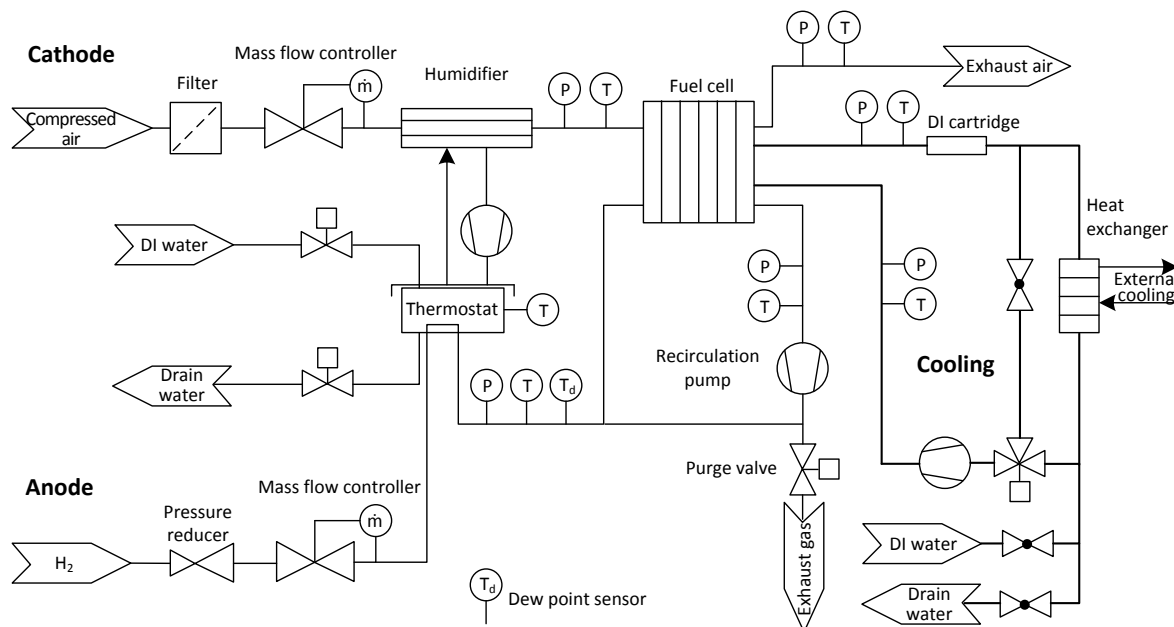 Cathode
Mass flow controller
Filter
ṁ
Humidifier
P
T
Fuel cell
P
T
Exhaust air
Compressed
air
P
T
DI cartridge
DI water
Heat
exchanger
P
P
External
cooling
Thermostat
T
T
T
Drain
water
Recirculation
pump
Cooling
P
T
Td
Purge valve
Anode
Mass flow controller
Pressure
reducer
ṁ
H2
Exhaust gas
DI water
Td
Dew point sensor
Drain
water